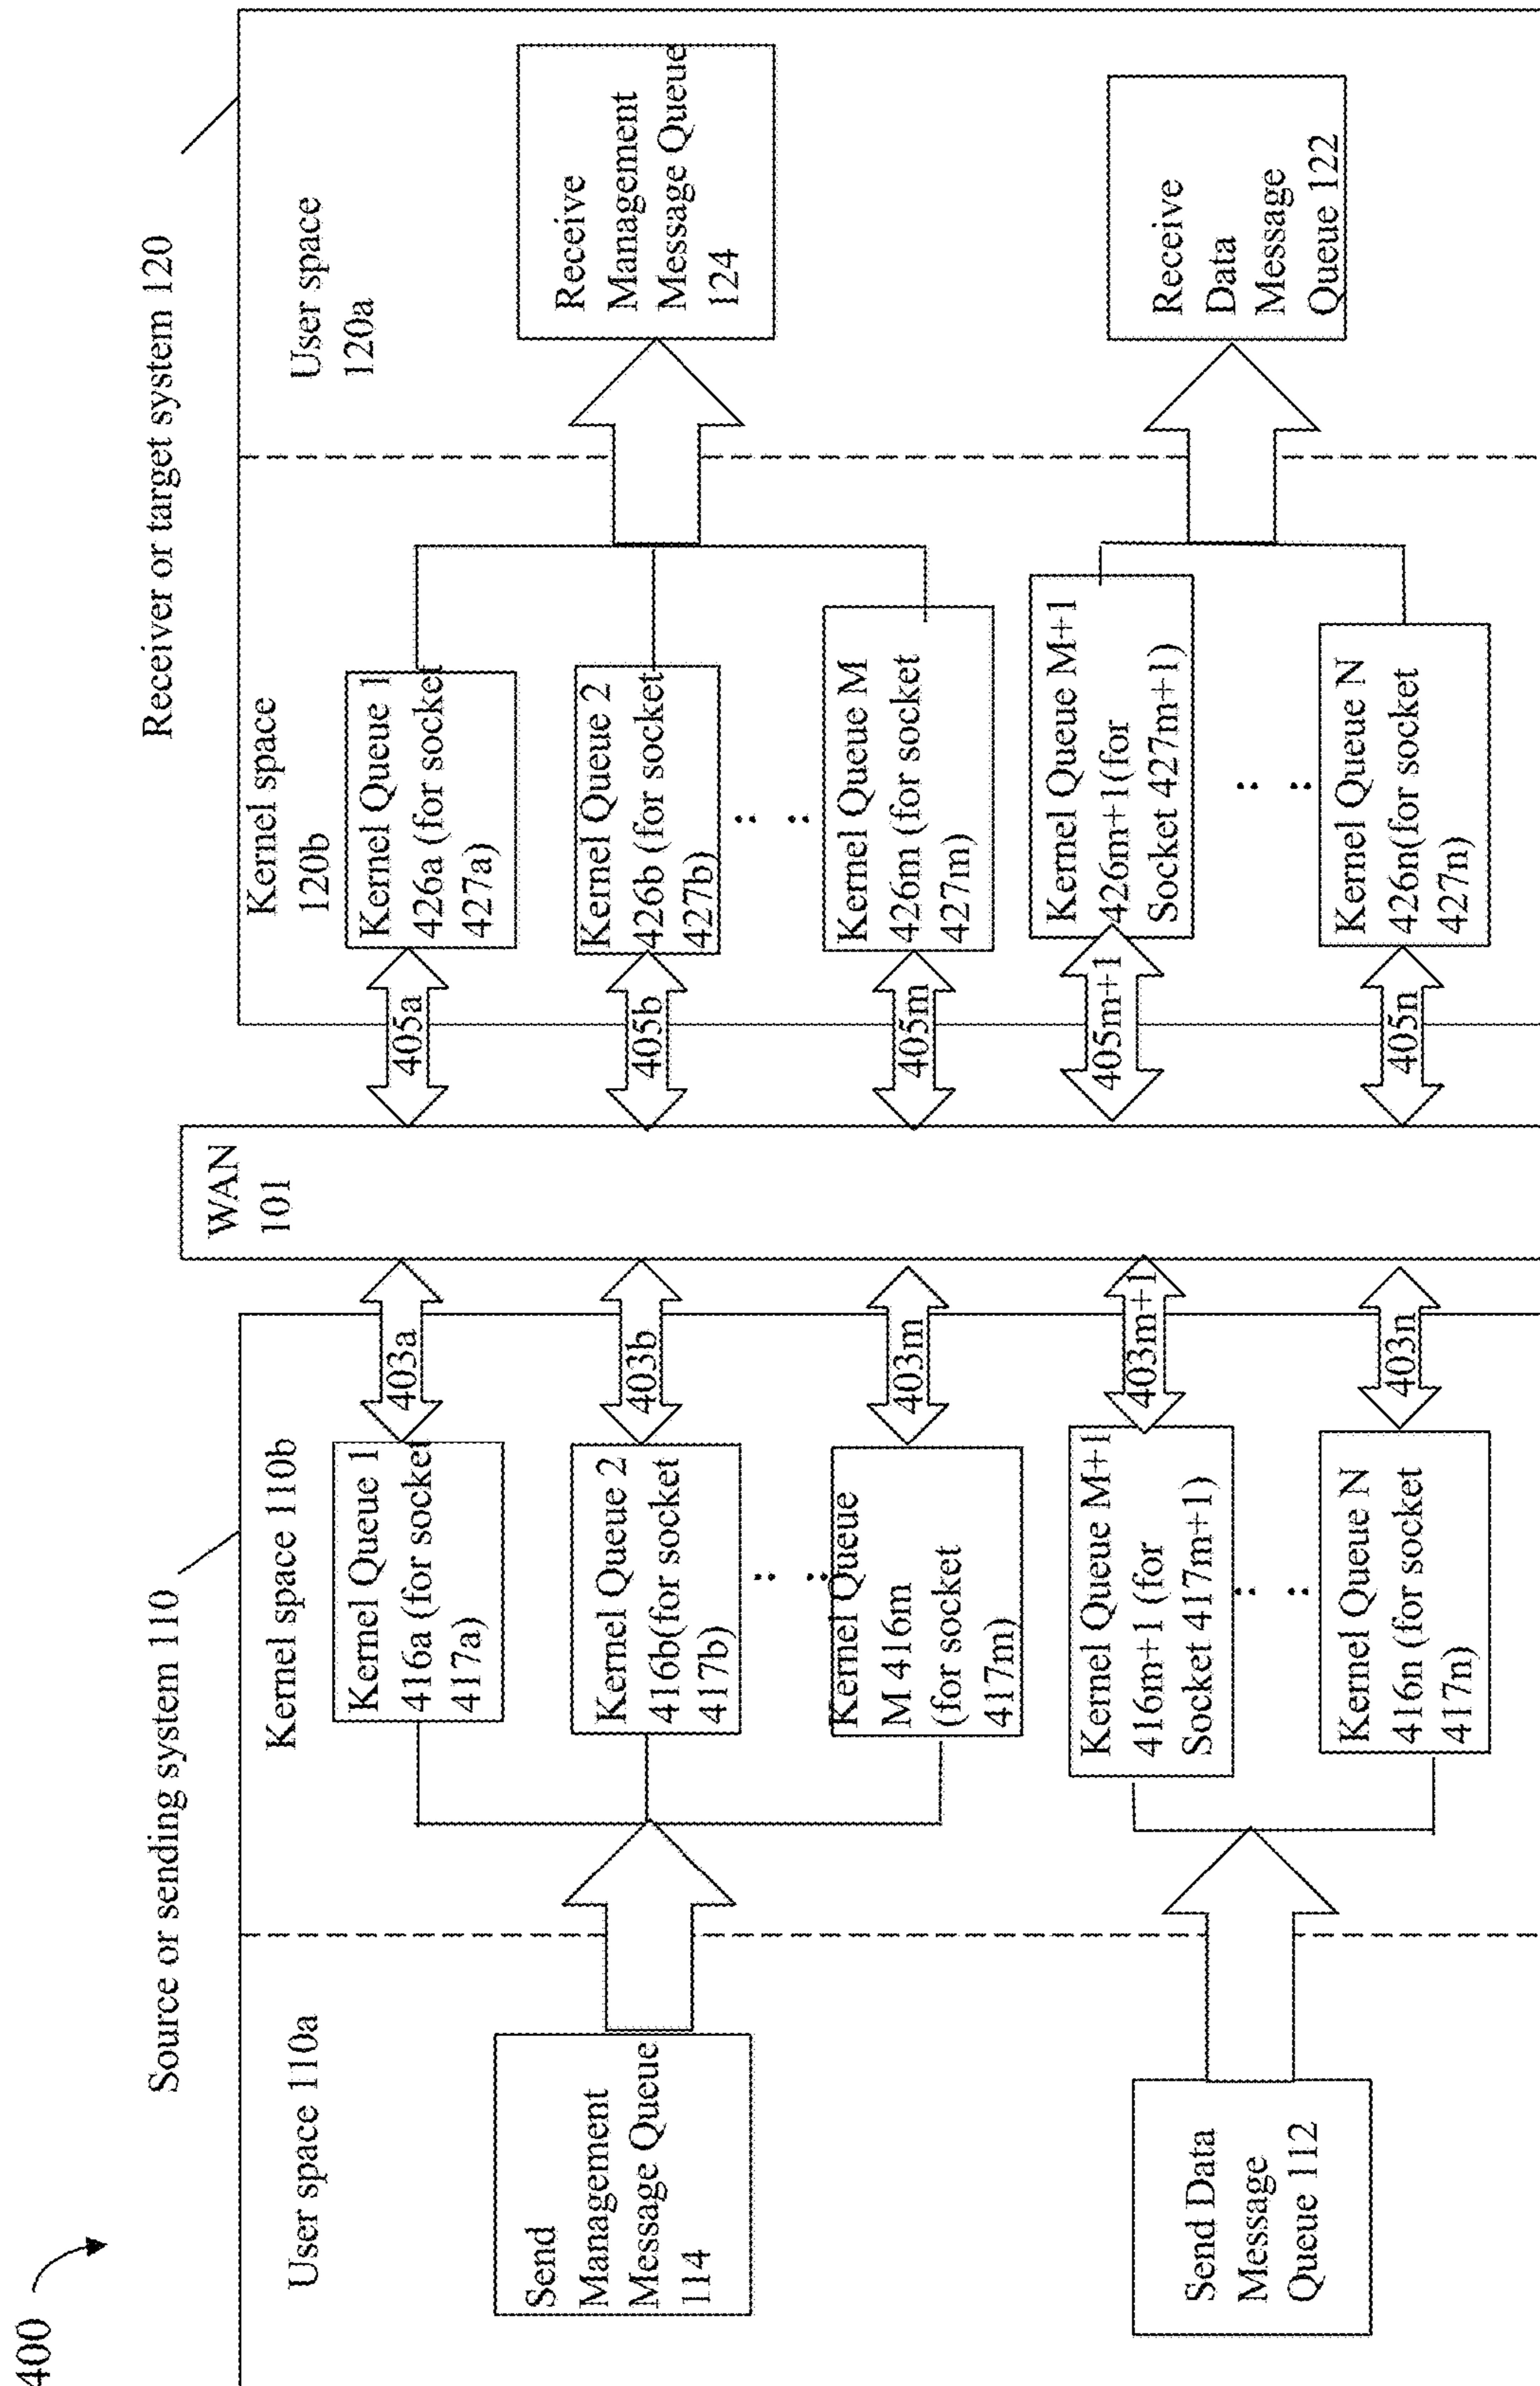 400
Source or sending system 110
User space 110a
Send
Management
Message Queue
114
Send Data
Message
Queue 112
Kernel space 110b
Kernel Queue 1
416a (for socket
417a)
Kernel Queue 2
416b(for socket
417b)
Kernel Queue
M 416m
(for socket
417m)
Kernel Queue M+1
416m+1 (for
Socket 417m+1)
Kernel Queue N
416n (for socket
417n)
403a
403b
403m
403m+1
403n
WAN
101
Receiver or target system 120
405a
405b
405m
405m+1
405n
Kernel space
120b
Kernel Queue 1
426a (for socket
427a)
Kernel Queue 2
426b (for socket
427b)
Kernel Queue M
426m (for socket
427m)
Kernel Queue M+1
426m+1(for
Socket 427m+1)
Kernel Queue N
426n(for socket
427n)
User space
120a
Receive
Management
Message Queue
124
Receive
Data
Message
Queue 122